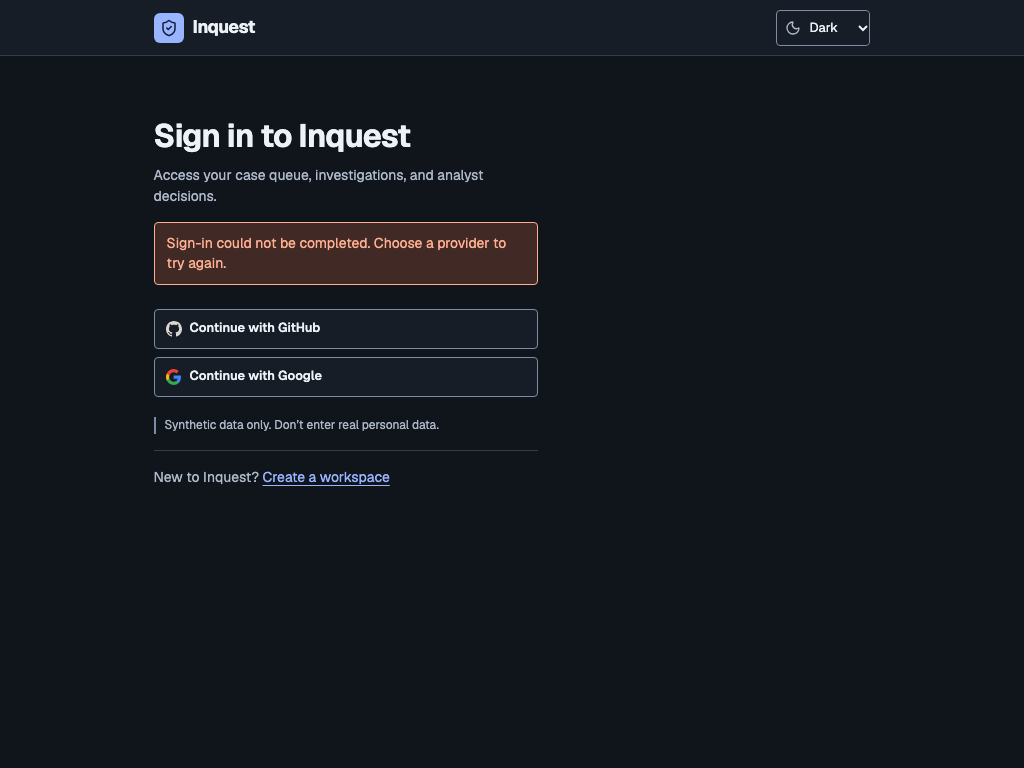 Inquest
Dark
Sign in to Inquest
Access your case queue, investigations, and analyst
decisions.
Sign-in could not be completed. Choose a provider to
try again.
Continue with GitHub
Continue with Google
Synthetic data only. Don't enter real personal data.
New to Inquest? Create a workspace